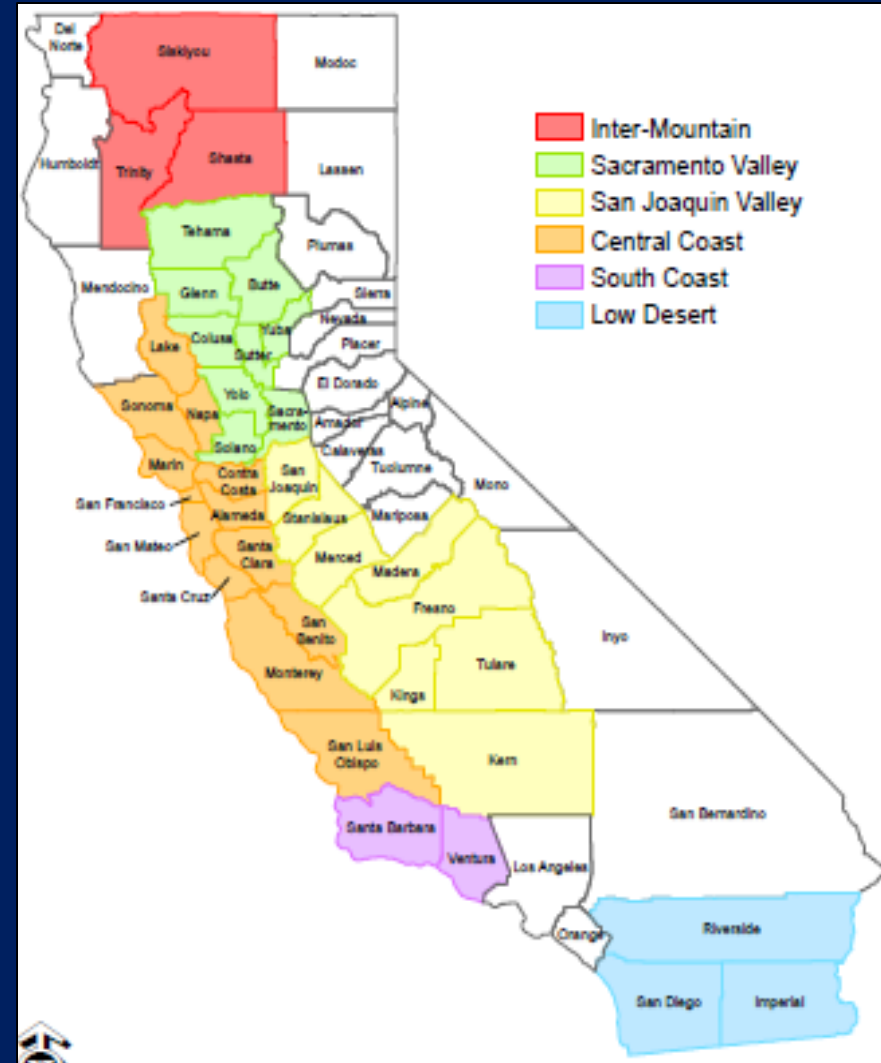 Del
Norte
Siskiyou
Modoc
Humboldt
Trinity
Shasta
Lassen
Inter-Mountain
Sacramento Valley
San Joaquin Valley
Central Coast
South Coast
Low Desert
Tehama
Plumas
Mendocino
Glenn
Butte
Sierra
Nevada
Lake
Colusa
Yuba
Sutter
Placer
Sonoma
Napa
Yolo
El Dorado
Sacra-
mento
Alpine
Amador
Solano
Calaveras
Marin
Contra
Costa
San
Joaquin
Tuolumne
Mono
San Francisco
Alameda
Stanislaus
Mariposa
San Mateo
Santa
Clara
Merced
Madera
Santa Cruz
San
Benito
Fresno
Inyo
Monterey
Kings
Tulare
San Luis
Obispo
Kern
San Bernardino
Santa Barbara
Ventura
Los Angeles
Orange
Riverside
San Diego
Imperial